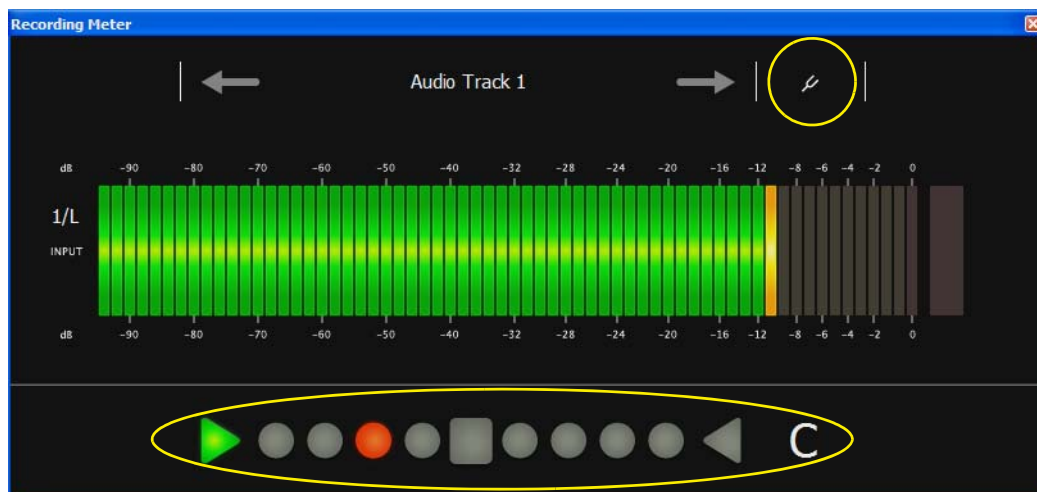 Recording Meter
Audio Track 1
dB -90 -80 -70 -60 -50 -40 -32 -28 -24 -20 -16 -12 -8 -6 -4 -2 0
1/L
INPUT
dB -90 -80 -70 -60 -50 -40 -32 -28 -24 -20 -16 -12 -8 -6 -4 -2 0
C